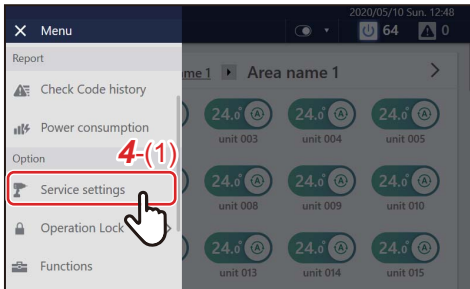 2020/05/10 Sun. 12:48
Menu
64
0
Report
me 1 Area name 1
Check Code history
24.0° A 24.0° A 24.0° A
unit 003 unit 004 unit 005
Power consumption
Option 4-(1)
Service settings
24.0° A 24.0° A 24.0° A
unit 008 unit 009 unit 010
Operation Lock
24.0° A 24.0° A 24.0° A
Functions
unit 013 unit 014 unit 015